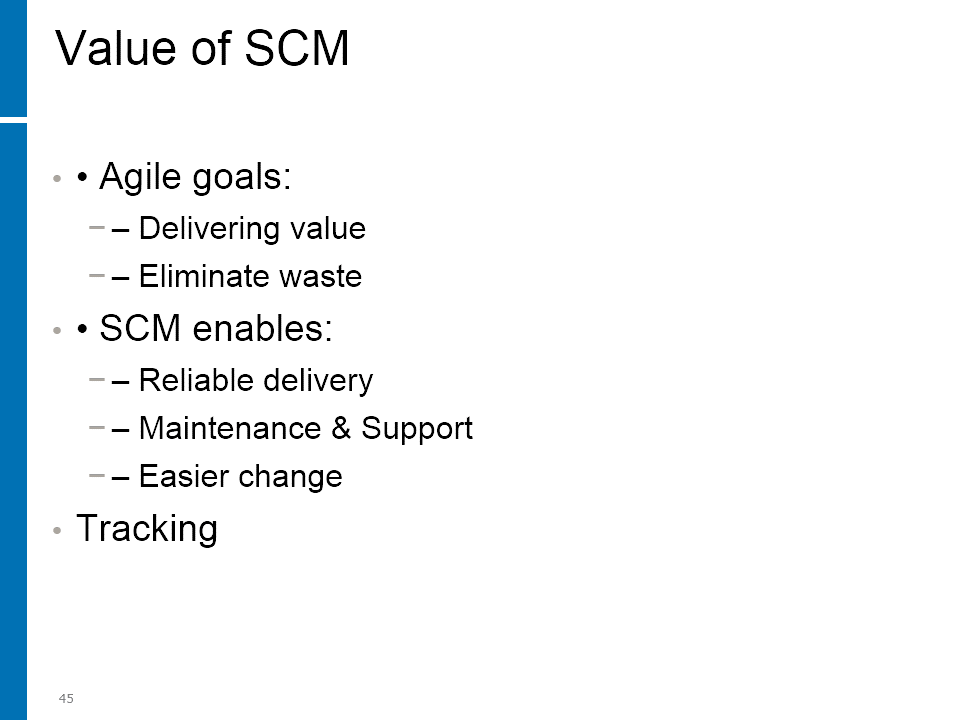 Value of SCM
• • Agile goals:
− – Delivering value
− – Eliminate waste
• • SCM enables:
− – Reliable delivery
− – Maintenance & Support
− – Easier change
• Tracking
45